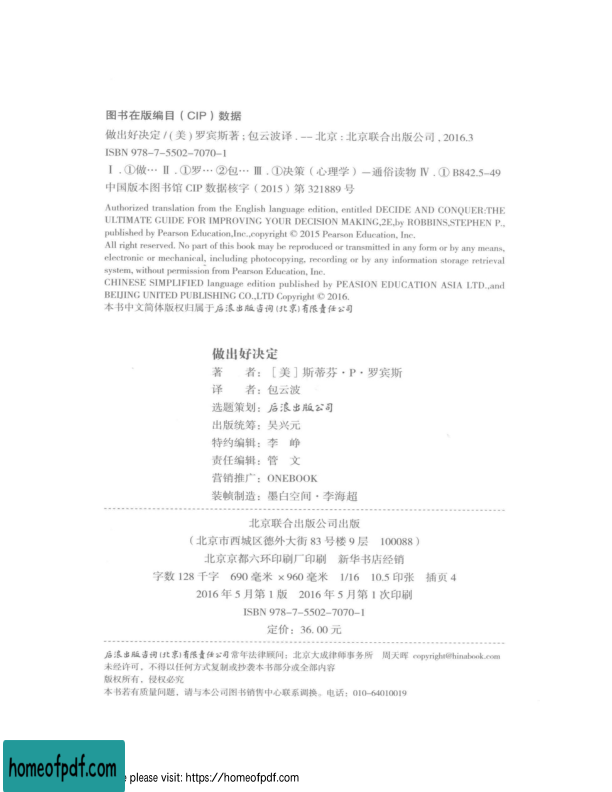 图书在版编目(CIP)数据
做出好决定/(美)罗宾斯著;包云波译.--北京:北京联合出版公司,2016.3
ISBN 978-7-5502-7070-1
Ⅰ.①做… Ⅱ.①罗…②包… Ⅲ.①决策(心理学)—通俗读物 Ⅳ.① B842.5-49
中国版本图书馆 CIP 数据核字(2015)第 321889 号
Authorized translation from the English language edition, entitled DECIDE AND CONQUER:THE
ULTIMATE GUIDE FOR IMPROVING YOUR DECISION MAKING,2E,by ROBBINS,STEPHEN P.,
published by Pearson Education,Inc.,copyright © 2015 Pearson Education, Inc.
All right reserved. No part of this book may be reproduced or transmitted in any form or by any means,
electronic or mechanical, including photocopying, recording or by any information storage retrieval
system, without permission from Pearson Education, Inc.
CHINESE SIMPLIFIED language edition published by PEASION EDUCATION ASIA LTD.,and
BEIJING UNITED PUBLISHING CO.,LTD Copyright © 2016.
本书中文简体版权归属于后浪出版咨询(北京)有限责任公司
做出好决定
著 者:[美]斯蒂芬·P·罗宾斯
译 者:包云波
选题策划:后浪出版公司
出版统筹:吴兴元
特约编辑:李 峥
责任编辑:管 文
营销推广:ONEBOOK
装帧制造:墨白空间·李海超
北京联合出版公司出版
(北京市西城区德外大街 83 号楼 9 层 100088)
北京京都六环印刷厂印刷 新华书店经销
字数 128 千字 690 毫米 × 960 毫米 1/16 10.5 印张 插页 4
2016 年 5 月第 1 版 2016 年 5 月第 1 次印刷
ISBN 978-7-5502-7070-1
定价:36.00 元
后浪出版咨询(北京)有限责任公司常年法律顾问:北京大成律师事务所 周天晖 copyright@hinabook.com
未经许可,不得以任何方式复制或抄袭本书部分或全部内容
版权所有,侵权必究
本书若有质量问题,请与本公司图书销售中心联系调换。电话:010-64010019
homeofpdf.com
please visit: https://homeofpdf.com